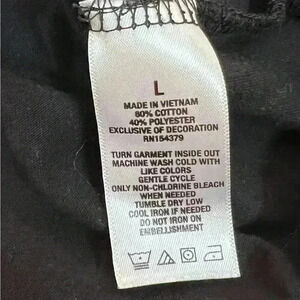 L
MADE IN VIETNAM
60% COTTON
40% POLYESTER
EXCLUSIVE OF DECORATION
RN154379
TURN GARMENT INSIDE OUT
MACHINE WASH COLD WITH
LIKE COLORS
GENTLE CYCLE
ONLY NON-CHLORINE BLEACH
WHEN NEEDED
TUMBLE DRY LOW
COOL IRON IF NEEDED
DO NOT IRON ON
EMBELLISHMENT